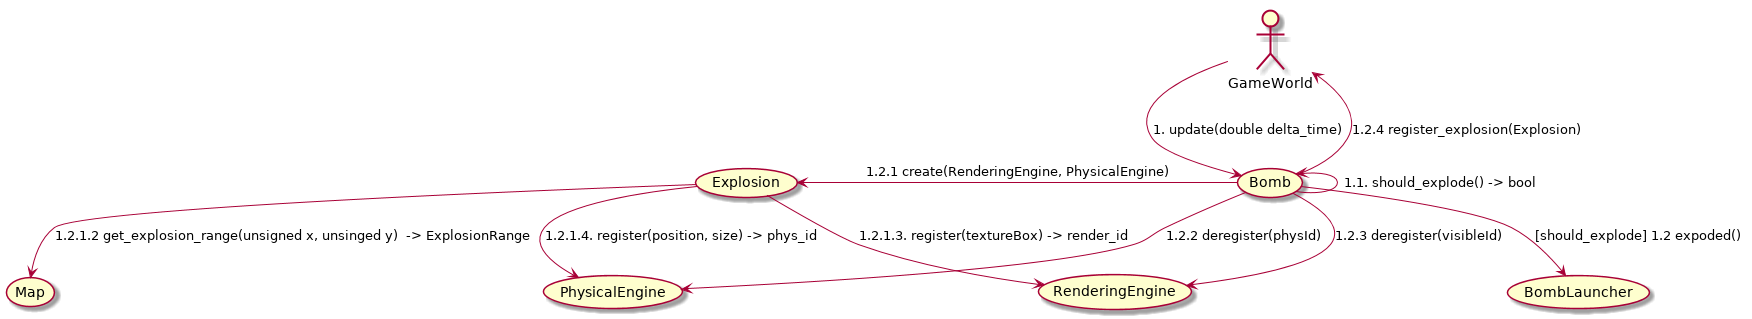 GameWorld
1. update(double delta_time)
1.2.4 register_explosion(Explosion)
1.2.1 create(RenderingEngine, PhysicalEngine)
Explosion
Bomb
1.1. should_explode() -> bool
1.2.1.2 get_explosion_range(unsigned x, unsinged y)  -> ExplosionRange
1.2.1.4. register(position, size) -> phys_id
1.2.1.3. register(textureBox) -> render_id
1.2.2 deregister(physId)
1.2.3 deregister(visibleId)
[should_explode] 1.2 expoded()
Map
PhysicalEngine
RenderingEngine
BombLauncher